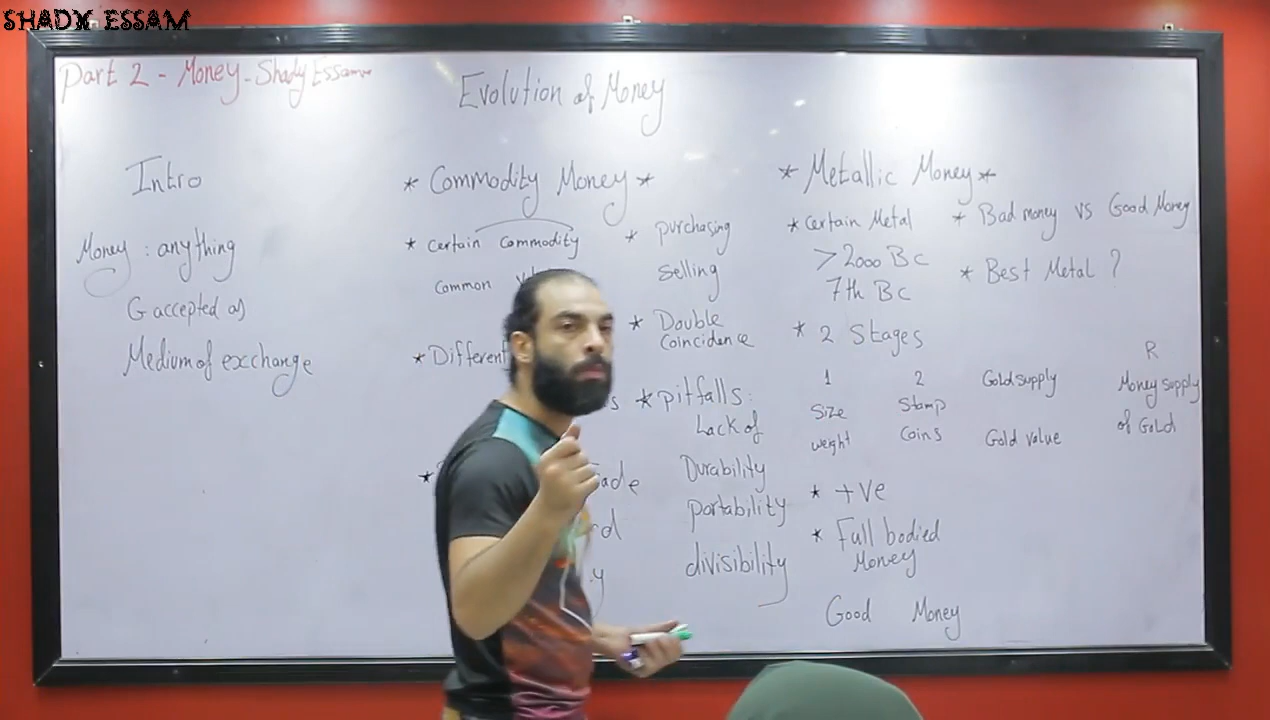 SHADY ESSAM
Part 2 - Money - Shady Essam
Evolution of Money
Intro
Money : anything
G accepted as
Medium of exchange
* Commodity Money *
* certain commodity
common
* Different
*
* purchasing
selling
* Double
coincidence
* pitfalls:
Lack of
Durability
portability
divisibility
* Metallic Money *
* certain Metal
> 2000 BC
7th BC
* 2 Stages
1
Size
weight
2
Stamp
coins
* +ve
* Full bodied
Money
Good Money
* Bad money vs Good Money
* Best Metal ?
Gold supply
Gold value
R
Money supply
of Gold